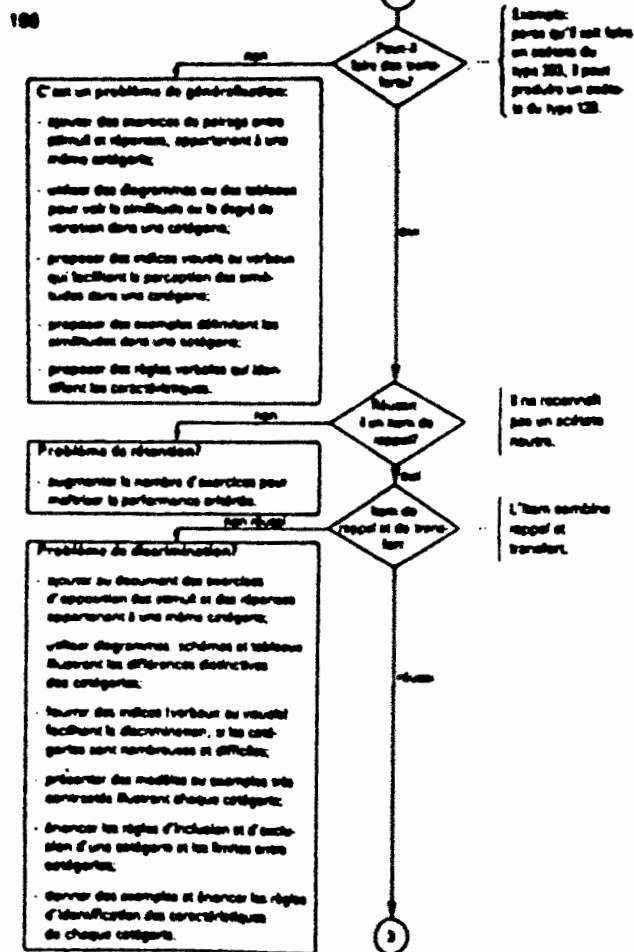 198
Peut-il
faire des trans-
ferts?
Exemple:
parce qu'il sait faire
un scénario du
type 350, il peut
produire un
du type 120.
non
C'est un problème de généralisation:
- ajouter des exercices de pairage entre
stimuli et réponses, appartenant à une
même catégorie;
- utiliser des diagrammes ou des tableaux
pour voir la similitude ou le degré de
variation dans une catégorie;
- proposer des indices visuels ou verbaux
qui facilitent la perception des simili-
tudes dans une catégorie;
- proposer des exemples délimitant les
similitudes dans une catégorie;
- proposer des règles verbales qui iden-
tifient les caractéristiques.
oui
non
Réussit
il un item de
rappel?
Il ne reconnaît
pas un
neutre.
Problème de rétention?
- augmenter le nombre d'exercices pour
maîtriser la performance
oui
non réussi
Item de
rappel et de trans-
fert
L'item combine
rappel et
transfert.
Problème de discrimination?
- ajouter au document des exercices
d'opposition des stimuli et des réponses
appartenant à une même catégorie;
- utiliser diagrammes, schémas et tableaux
illustrant les différences distinctives
des catégories;
- fournir des indices (verbaux ou visuels)
facilitant la discrimination, si les caté-
gories sont nombreuses et difficiles;
- présenter des modèles ou exemples très
contrastés illustrant chaque catégorie;
- énoncer les règles d'inclusion et d'exclu-
sion d'une catégorie et les limites entre
catégories;
- donner des exemples et énoncer les règles
d'identification des caractéristiques
de chaque catégorie.
réussi
3